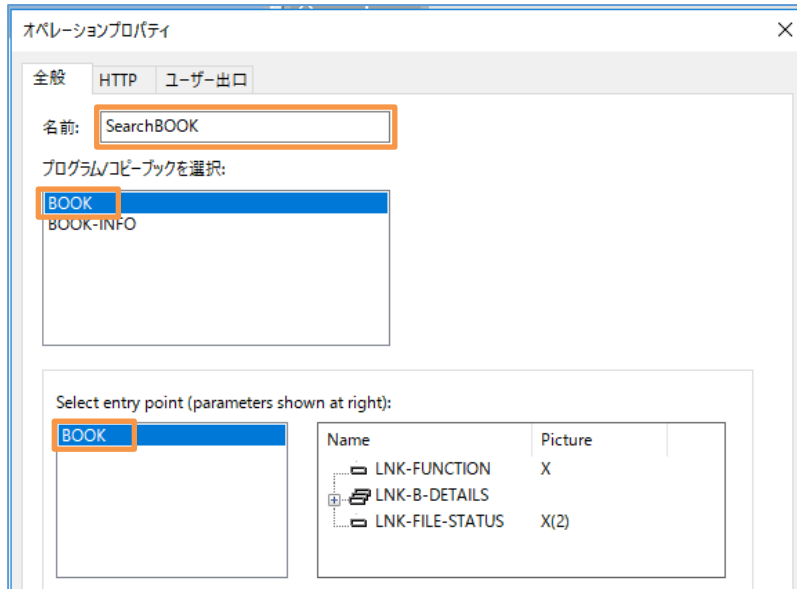 オペレーションプロパティ
全般 HTTP ユーザー出口
名前: SearchBOOK
プログラム/コピーブックを選択:
BOOK
BOOK-INFO
Select entry point (parameters shown at right):
BOOK
Name Picture
LNK-FUNCTION X
LNK-B-DETAILS
LNK-FILE-STATUS X(2)